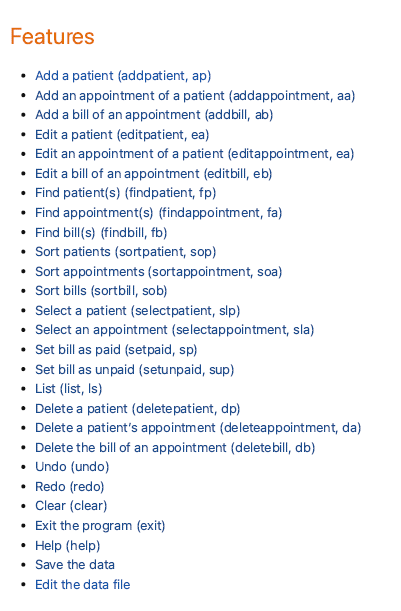 Features
• Add a patient (addpatient, ap)
• Add an appointment of a patient (addappointment, aa)
• Add a bill of an appointment (addbill, ab)
• Edit a patient (editpatient, ea)
• Edit an appointment of a patient (editappointment, ea)
• Edit a bill of an appointment (editbill, eb)
• Find patient(s) (findpatient, fp)
• Find appointment(s) (findappointment, fa)
• Find bill(s) (findbill, fb)
• Sort patients (sortpatient, sop)
• Sort appointments (sortappointment, soa)
• Sort bills (sortbill, sob)
• Select a patient (selectpatient, slp)
• Select an appointment (selectappointment, sla)
• Set bill as paid (setpaid, sp)
• Set bill as unpaid (setunpaid, sup)
• List (list, ls)
• Delete a patient (deletepatient, dp)
• Delete a patient’s appointment (deleteappointment, da)
• Delete the bill of an appointment (deletebill, db)
• Undo (undo)
• Redo (redo)
• Clear (clear)
• Exit the program (exit)
• Help (help)
• Save the data
• Edit the data file